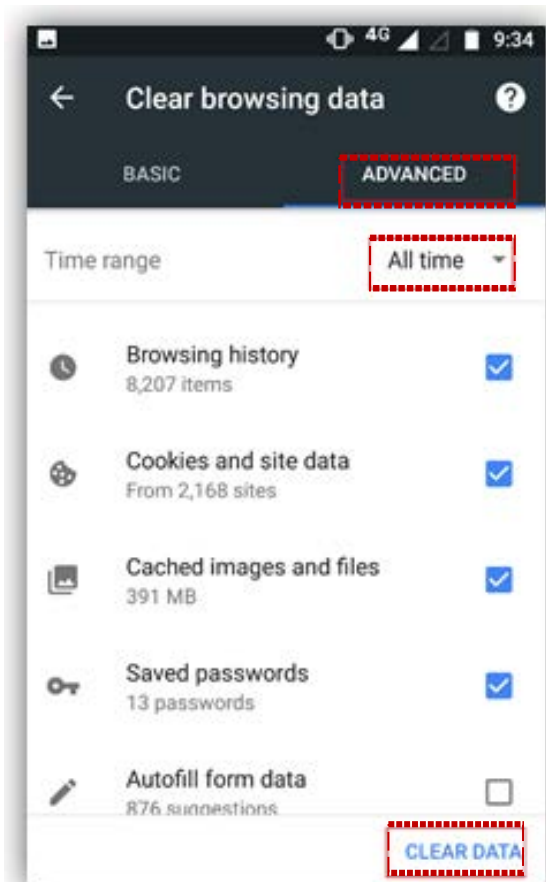 4G 9:34
Clear browsing data
BASIC ADVANCED
Time range All time
Browsing history
8,207 items
Cookies and site data
From 2,168 sites
Cached images and files
391 MB
Saved passwords
13 passwords
Autofill form data
876 suggestions
CLEAR DATA